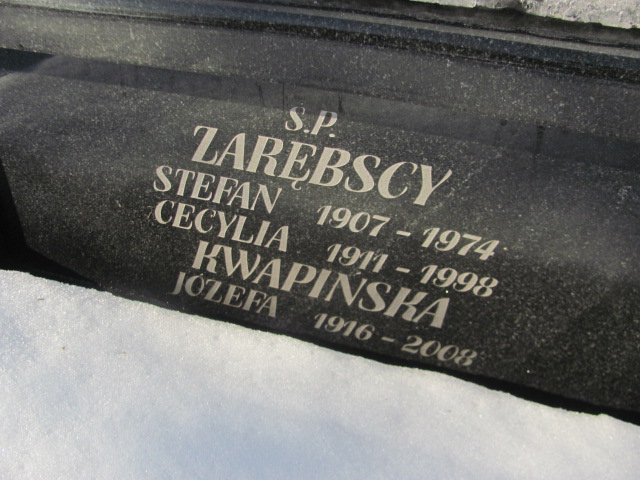 Ś.P.
ZARĘBSCY
STEFAN 1907 - 1974
CECYLIA 1911 - 1998
KWAPIŃSKA
JÓZEFA 1916 - 2008